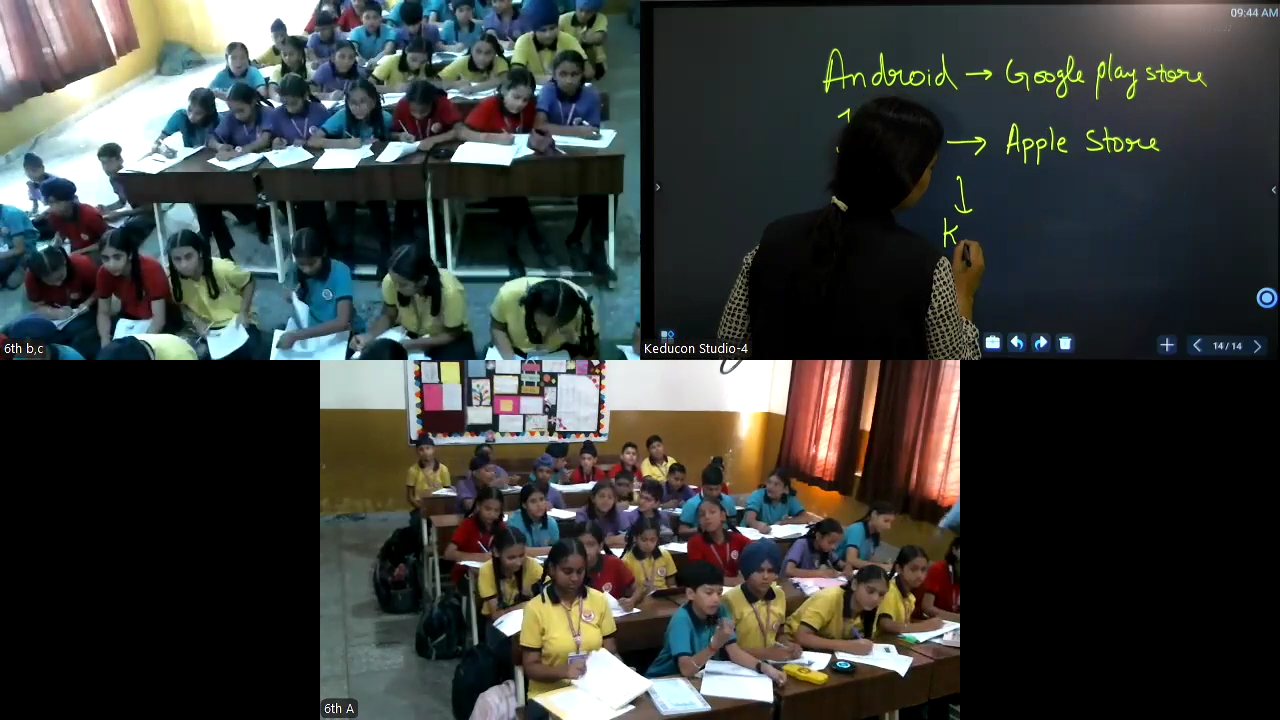 09:44 AM
Android → Google play store
→ Apple Store
↓
K
6th b,c
Keducon Studio-4
14 / 14
6th A